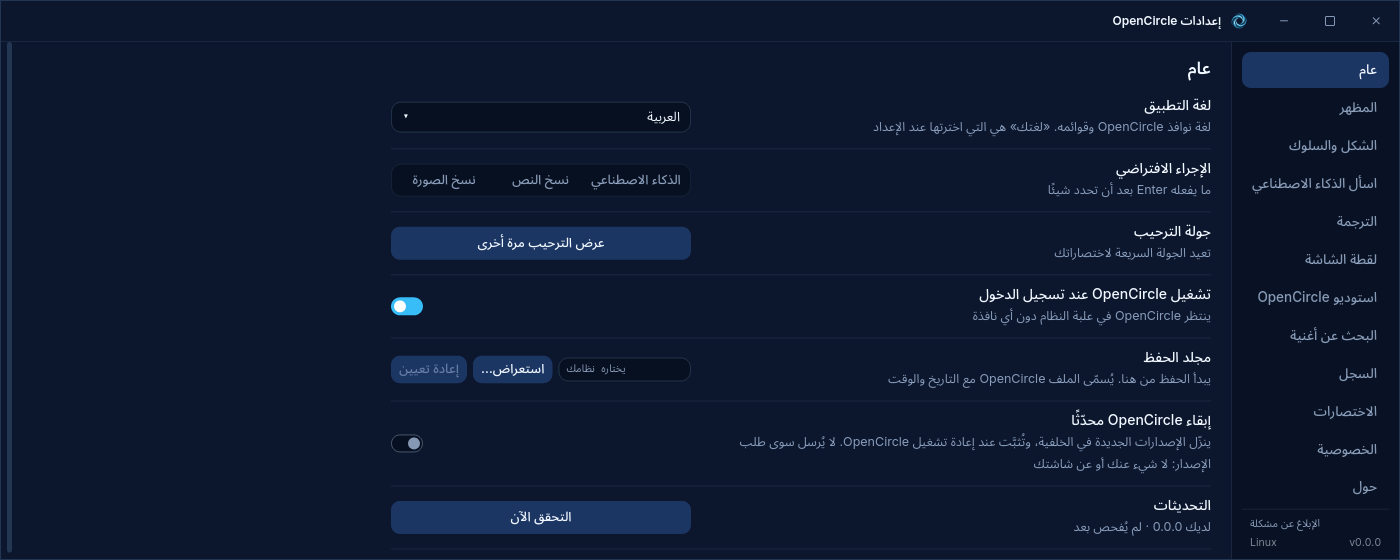 إعدادات OpenCircle
عام
المظهر
الشكل والسلوك
اسأل الذكاء الاصطناعي
الترجمة
لقطة الشاشة
استوديو OpenCircle
البحث عن أغنية
السجل
الاختصارات
الخصوصية
حول
الإبلاغ عن مشكلة
Linux v0.0.0
عام
لغة التطبيق
لغة نوافذ OpenCircle وقوائمه. «لغتك» هي التي اخترتها عند الإعداد
العربية
الإجراء الافتراضي
ما يفعله Enter بعد أن تحدد شيئًا
الذكاء الاصطناعي نسخ النص نسخ الصورة
جولة الترحيب
تعيد الجولة السريعة لاختصاراتك
عرض الترحيب مرة أخرى
تشغيل OpenCircle عند تسجيل الدخول
ينتظر OpenCircle في علبة النظام دون أي نافذة
مجلد الحفظ
يبدأ الحفظ من هنا. يُسمّى الملف OpenCircle مع التاريخ والوقت
يختاره نظامك استعراض... إعادة تعيين
إبقاء OpenCircle محدّثًا
ينزّل الإصدارات الجديدة في الخلفية، وتُثبَّت عند إعادة تشغيل OpenCircle. لا يُرسل سوى طلب
الإصدار: لا شيء عنك أو عن شاشتك
التحديثات
لديك 0.0.0 · لم يُفحص بعد
التحقق الآن